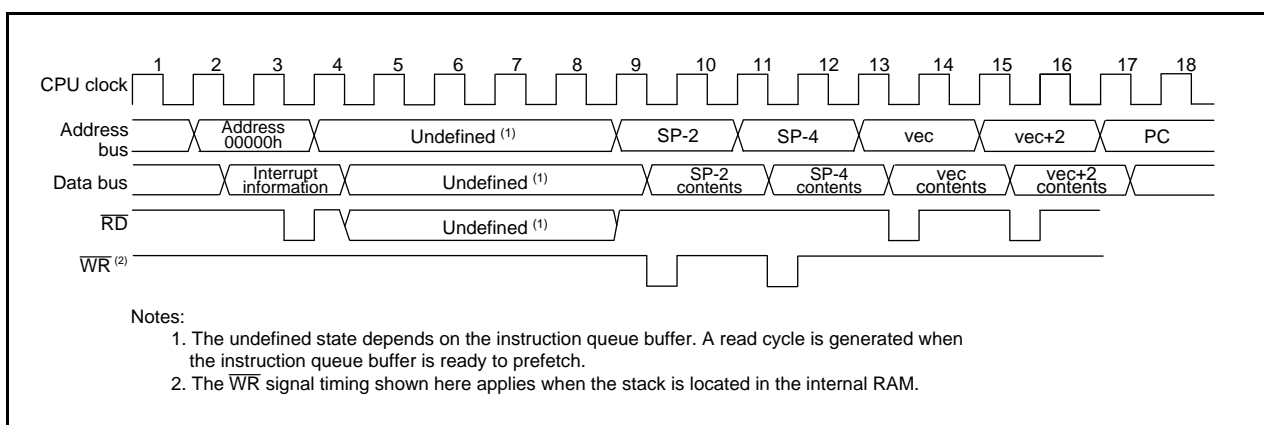 1 2 3 4 5 6 7 8 9 10 11 12 13 14 15 16 17 18
CPU clock
Address
bus
Address
00000h
Undefined (1)
SP-2
SP-4
vec
vec+2
PC
Data bus
Interrupt
information
Undefined (1)
SP-2
contents
SP-4
contents
vec
contents
vec+2
contents
RD
Undefined (1)
WR (2)
Notes:
1. The undefined state depends on the instruction queue buffer. A read cycle is generated when
the instruction queue buffer is ready to prefetch.
2. The WR signal timing shown here applies when the stack is located in the internal RAM.